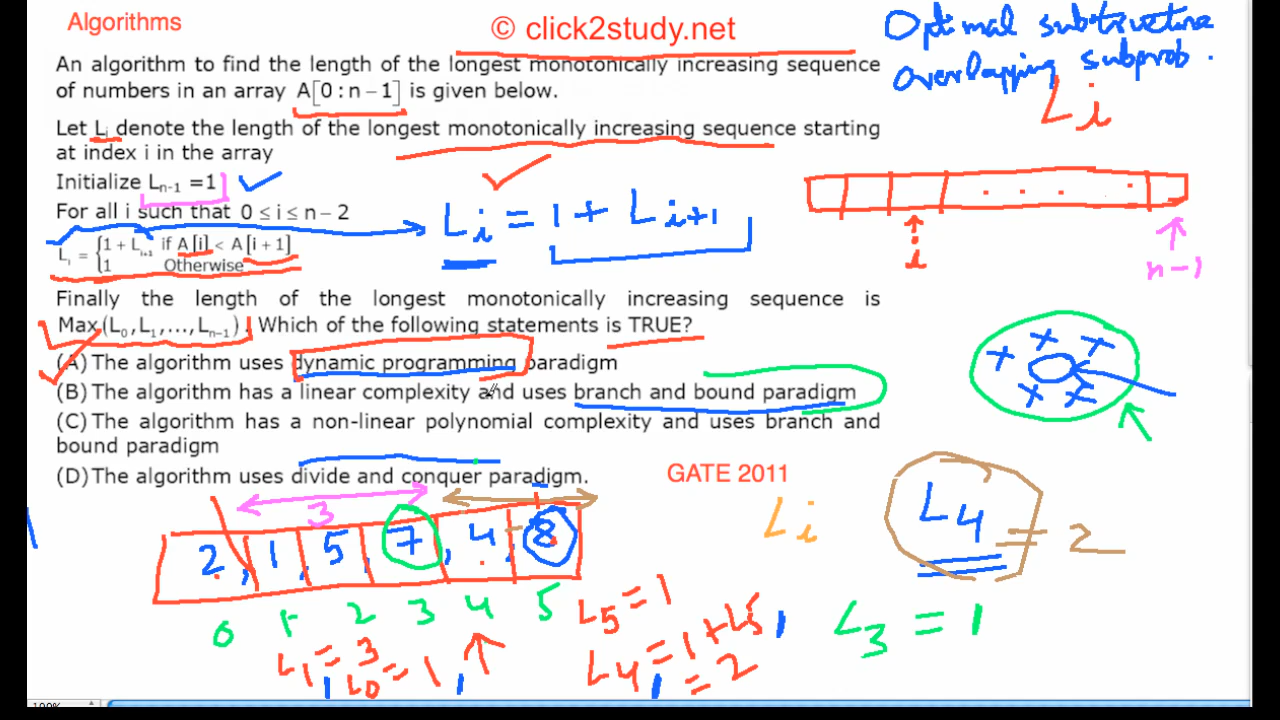 Algorithms
© click2study.net
Optimal substructure
overlapping subprob.
An algorithm to find the length of the longest monotonically increasing sequence
of numbers in an array A[0 : n – 1] is given below.
Li
Let Li denote the length of the longest monotonically increasing sequence starting
at index i in the array
Initialize Ln-1 =1
For all i such that 0 ≤ i ≤ n – 2
Li = 1 + Li+1
Li = {1 + Li+1 if A[i] < A[i + 1]
{1 Otherwise
i
n-1
Finally the length of the longest monotonically increasing sequence is
Max (L0, L1, ..., Ln-1). Which of the following statements is TRUE?
(A) The algorithm uses dynamic programming paradigm
(B) The algorithm has a linear complexity and uses branch and bound paradigm
(C) The algorithm has a non-linear polynomial complexity and uses branch and
bound paradigm
(D) The algorithm uses divide and conquer paradigm.
GATE 2011
3
2, 1, 5, 7, 4, 8
Li
L4 = 2
0 1 2 3 4 5
L5 = 1
L4 = 1 + L5
= 2
L3 = 1
L1 = 3, L0 = 1,
100%